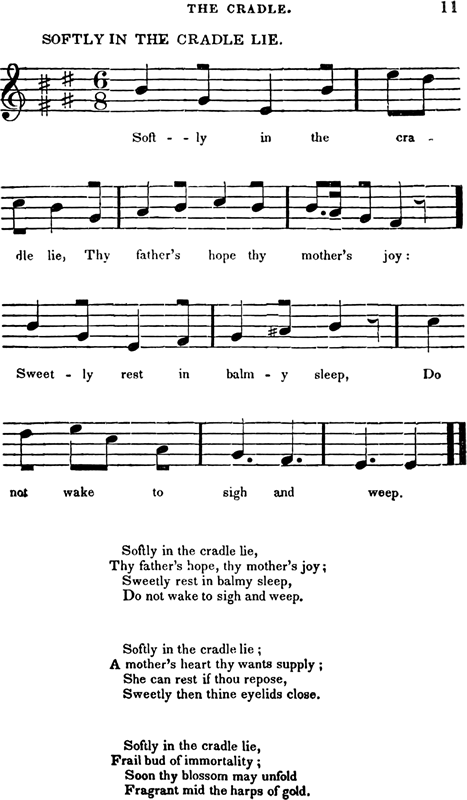 THE CRADLE. 11
SOFTLY IN THE CRADLE LIE.
6
8
Soft - - ly in the cra -
dle lie, Thy father's hope thy mother's joy:
Sweet - ly rest in balm - y sleep, Do
not wake to sigh and weep.
Softly in the cradle lie,
Thy father's hope, thy mother's joy;
Sweetly rest in balmy sleep,
Do not wake to sigh and weep.
Softly in the cradle lie;
A mother's heart thy wants supply;
She can rest if thou repose,
Sweetly then thine eyelids close.
Softly in the cradle lie,
Frail bud of immortality;
Soon thy blossom may unfold
Fragrant mid the harps of gold.